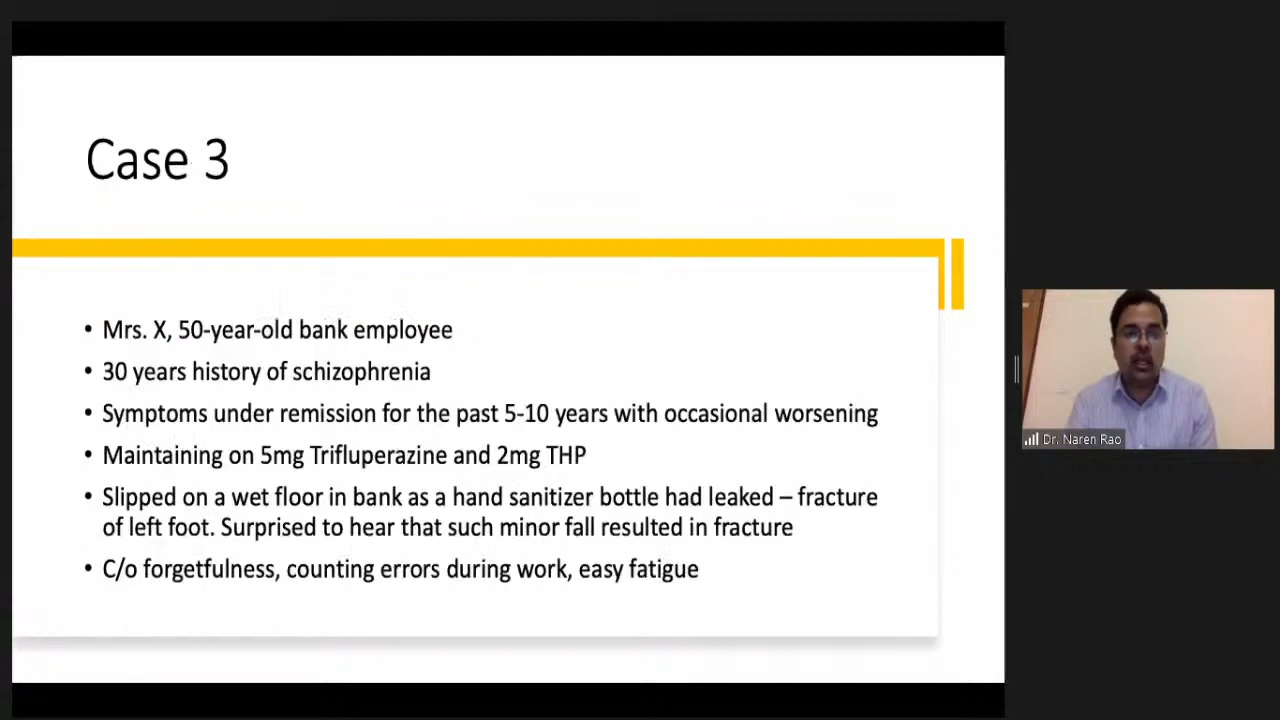 Case 3
• Mrs. X, 50-year-old bank employee
• 30 years history of schizophrenia
• Symptoms under remission for the past 5-10 years with occasional worsening
• Maintaining on 5mg Trifluperazine and 2mg THP
• Slipped on a wet floor in bank as a hand sanitizer bottle had leaked – fracture
of left foot. Surprised to hear that such minor fall resulted in fracture
• C/o forgetfulness, counting errors during work, easy fatigue
Dr. Naren Rao